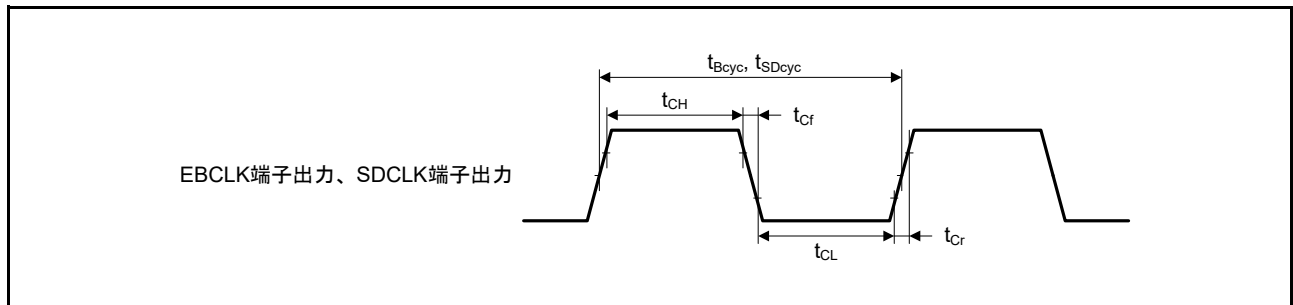 tBcyc, tSDcyc
tCH
tCf
EBCLK端子出力、SDCLK端子出力
tCL
tCr